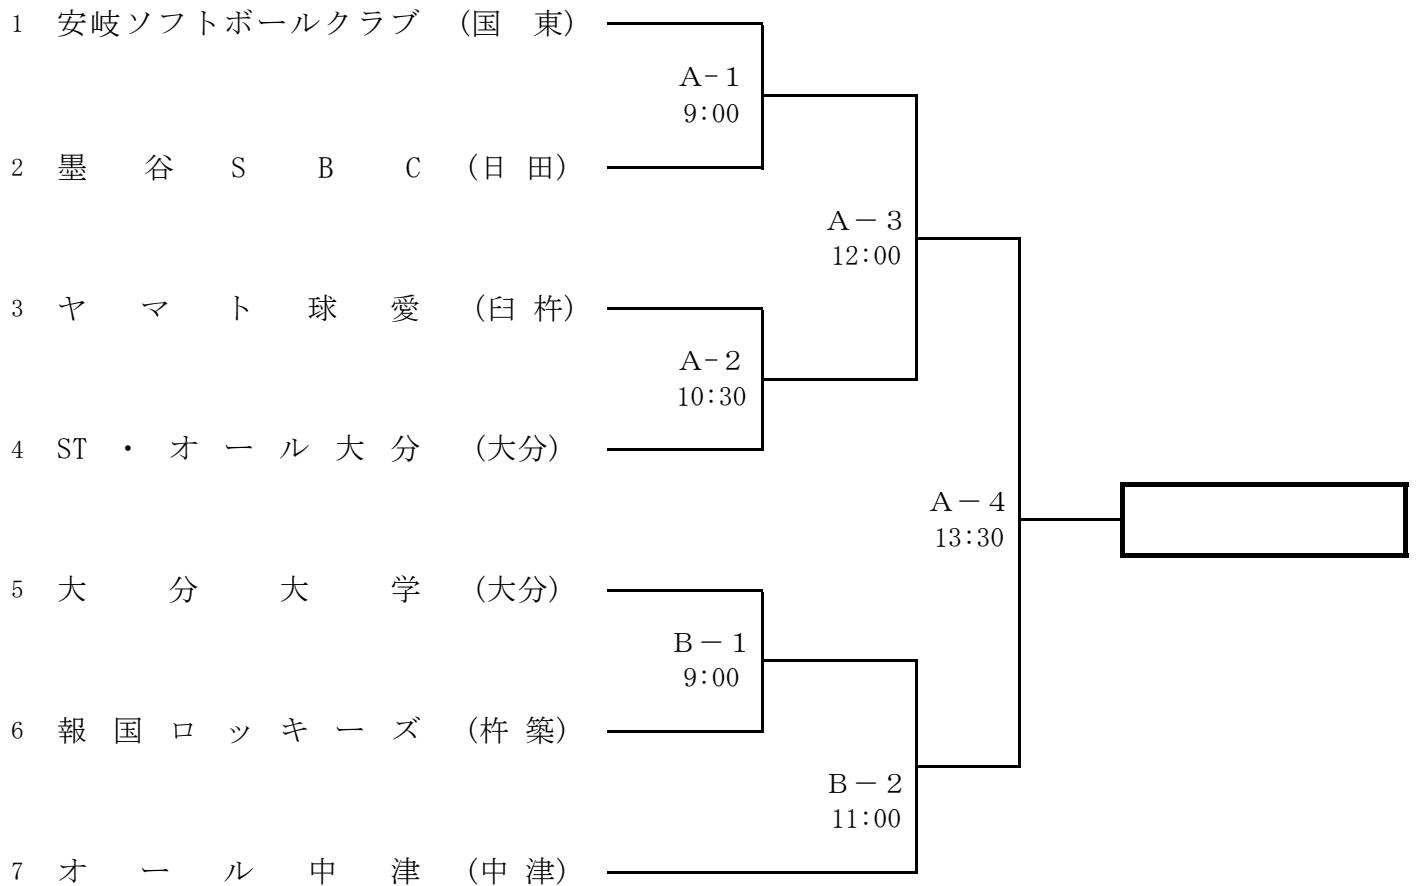 1 安岐ソフトボールクラブ (国 東)
A-1
9:00
2 墨谷SBC (日田)
A-3
12:00
3 ヤマト球愛 (臼杵)
A-2
10:30
4 ST・オール大分 (大分)
A-4
13:30
5 大分大学 (大分)
B-1
9:00
6 報国ロッキーズ (杵築)
B-2
11:00
7 オール中津 (中津)